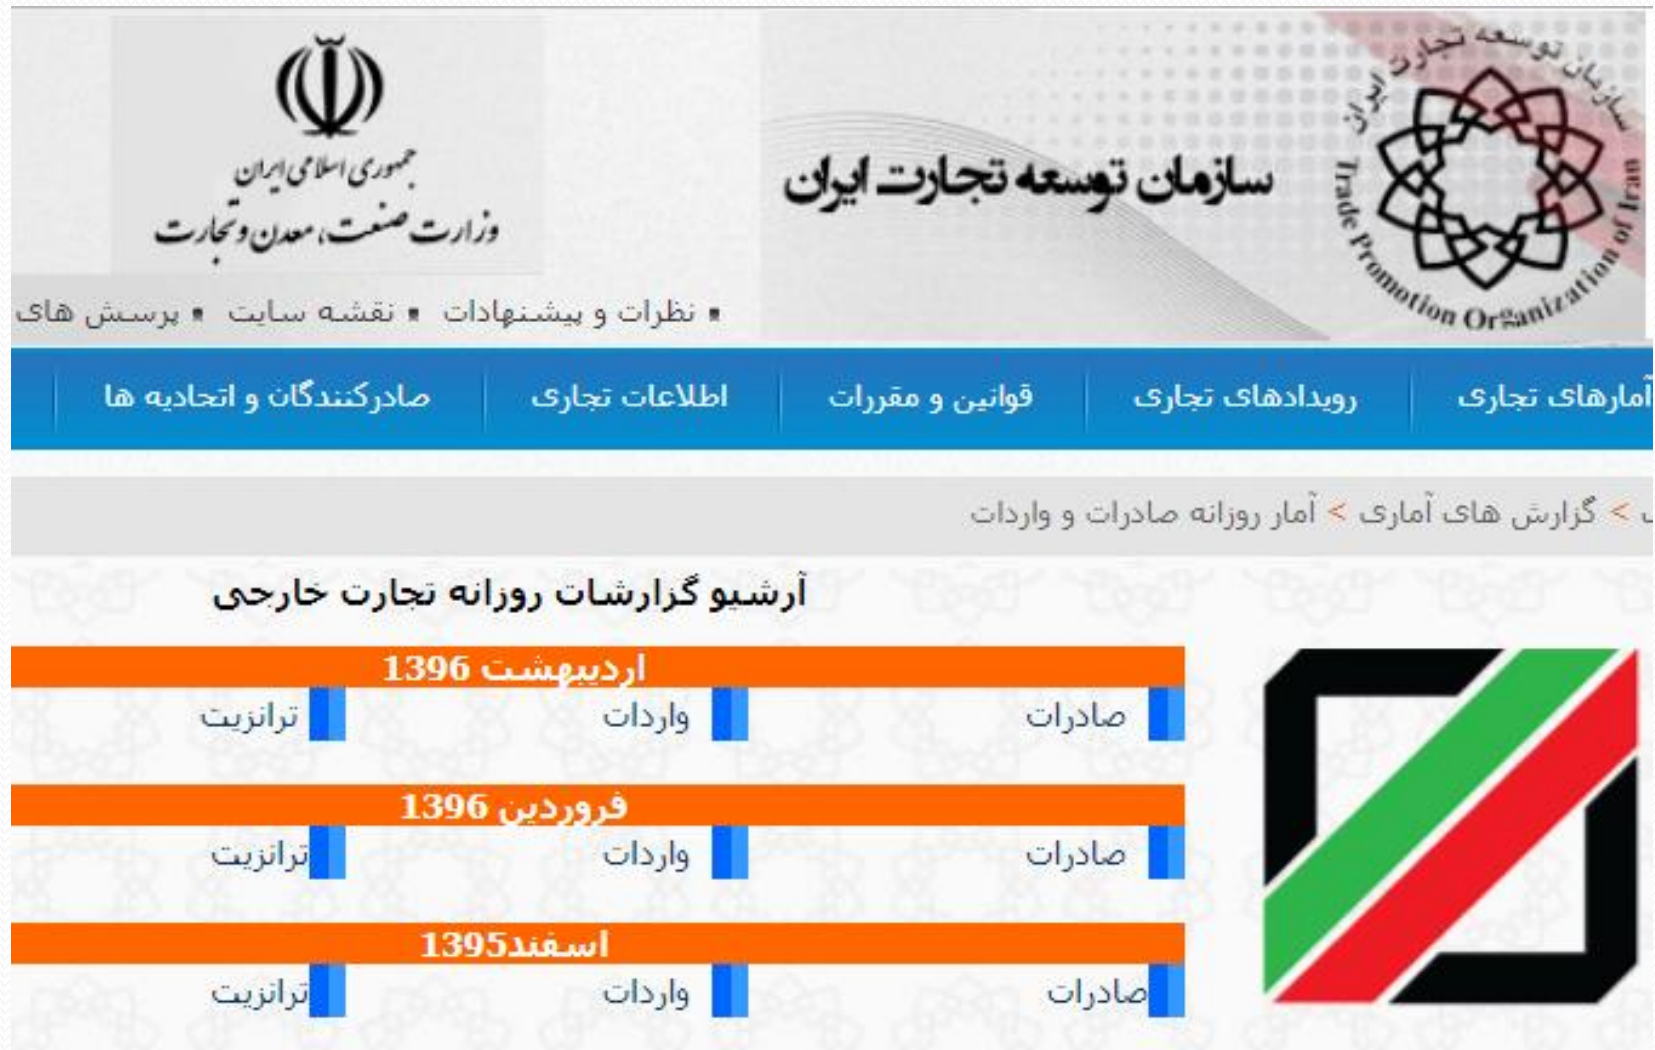 سازمان توسعه تجارت ایران
Trade Promotion Organization of Iran
سازمان توسعه تجارت ایران
جمهوری اسلامی ایران
وزارت صنعت، معدن و تجارت
▪ نظرات و پیشنهادات ▪ نقشه سایت ▪ پرسش های
آمارهای تجاری رویدادهای تجاری قوانین و مقررات اطلاعات تجاری صادرکنندگان و اتحادیه ها
> گزارش های آماری > آمار روزانه صادرات و واردات
آرشیو گزارشات روزانه تجارت خارجی
اردیبهشت 1396
صادرات واردات ترانزیت
فروردین 1396
صادرات واردات ترانزیت
اسفند1395
صادرات واردات ترانزیت